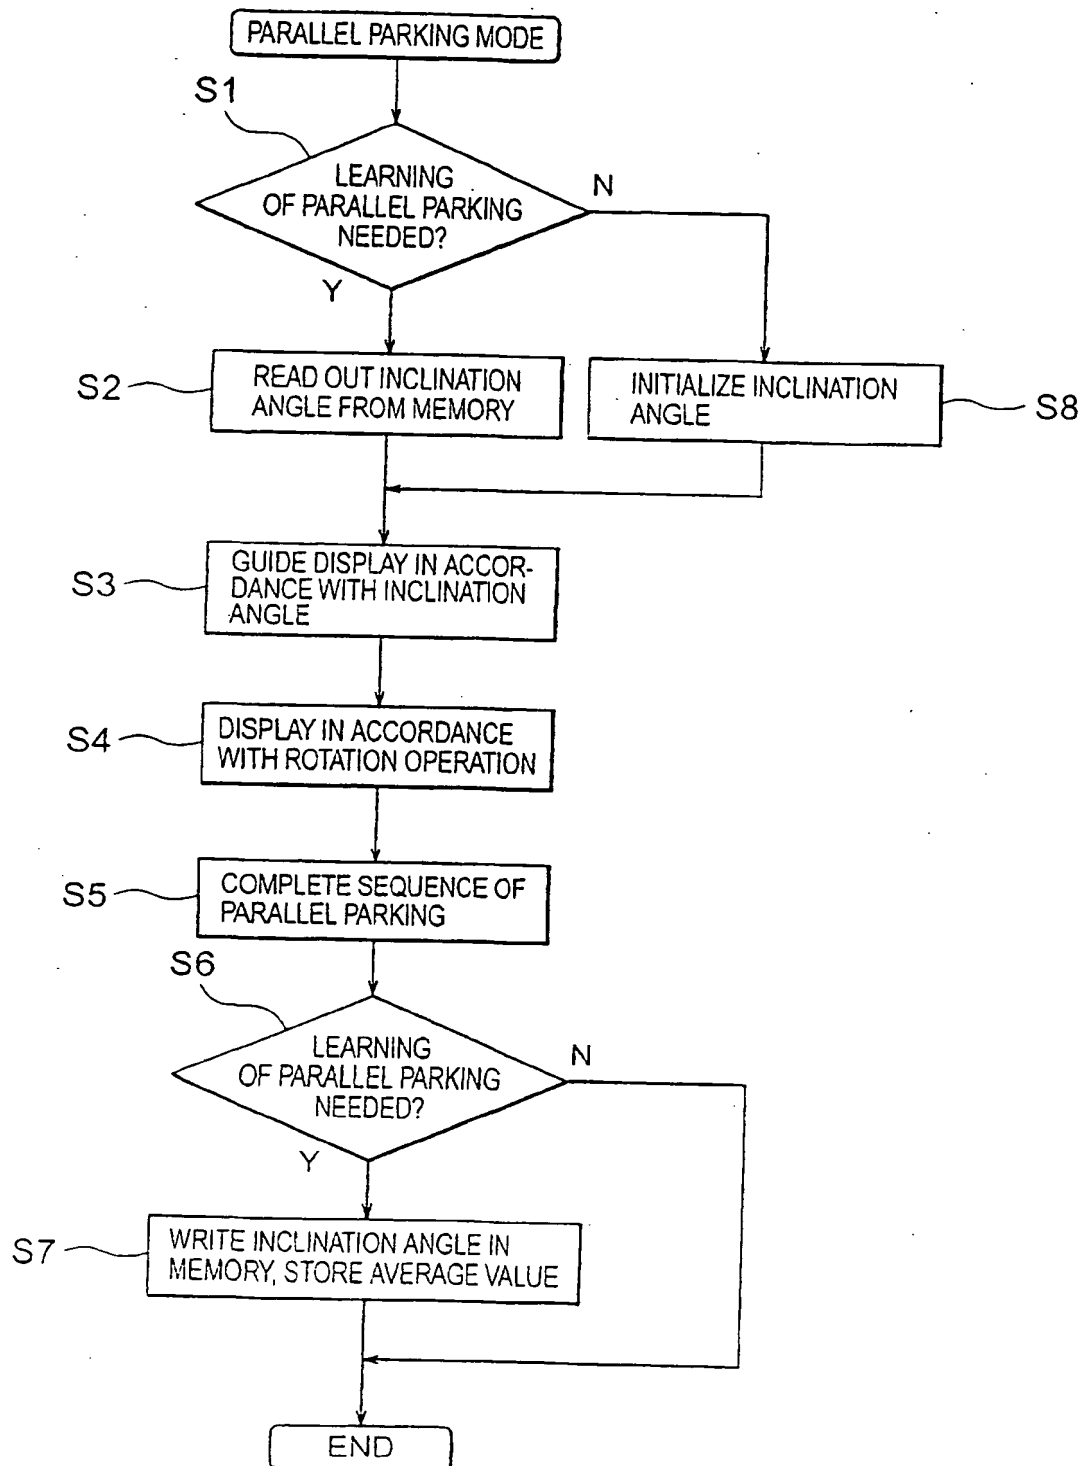 PARALLEL PARKING MODE
S1
LEARNING
OF PARALLEL PARKING
NEEDED?
N
Y
S2
READ OUT INCLINATION
ANGLE FROM MEMORY
INITIALIZE INCLINATION
ANGLE
S8
S3
GUIDE DISPLAY IN ACCOR-
DANCE WITH INCLINATION
ANGLE
S4
DISPLAY IN ACCORDANCE
WITH ROTATION OPERATION
S5
COMPLETE SEQUENCE OF
PARALLEL PARKING
S6
LEARNING
OF PARALLEL PARKING
NEEDED?
N
Y
S7
WRITE INCLINATION ANGLE IN
MEMORY, STORE AVERAGE VALUE
END